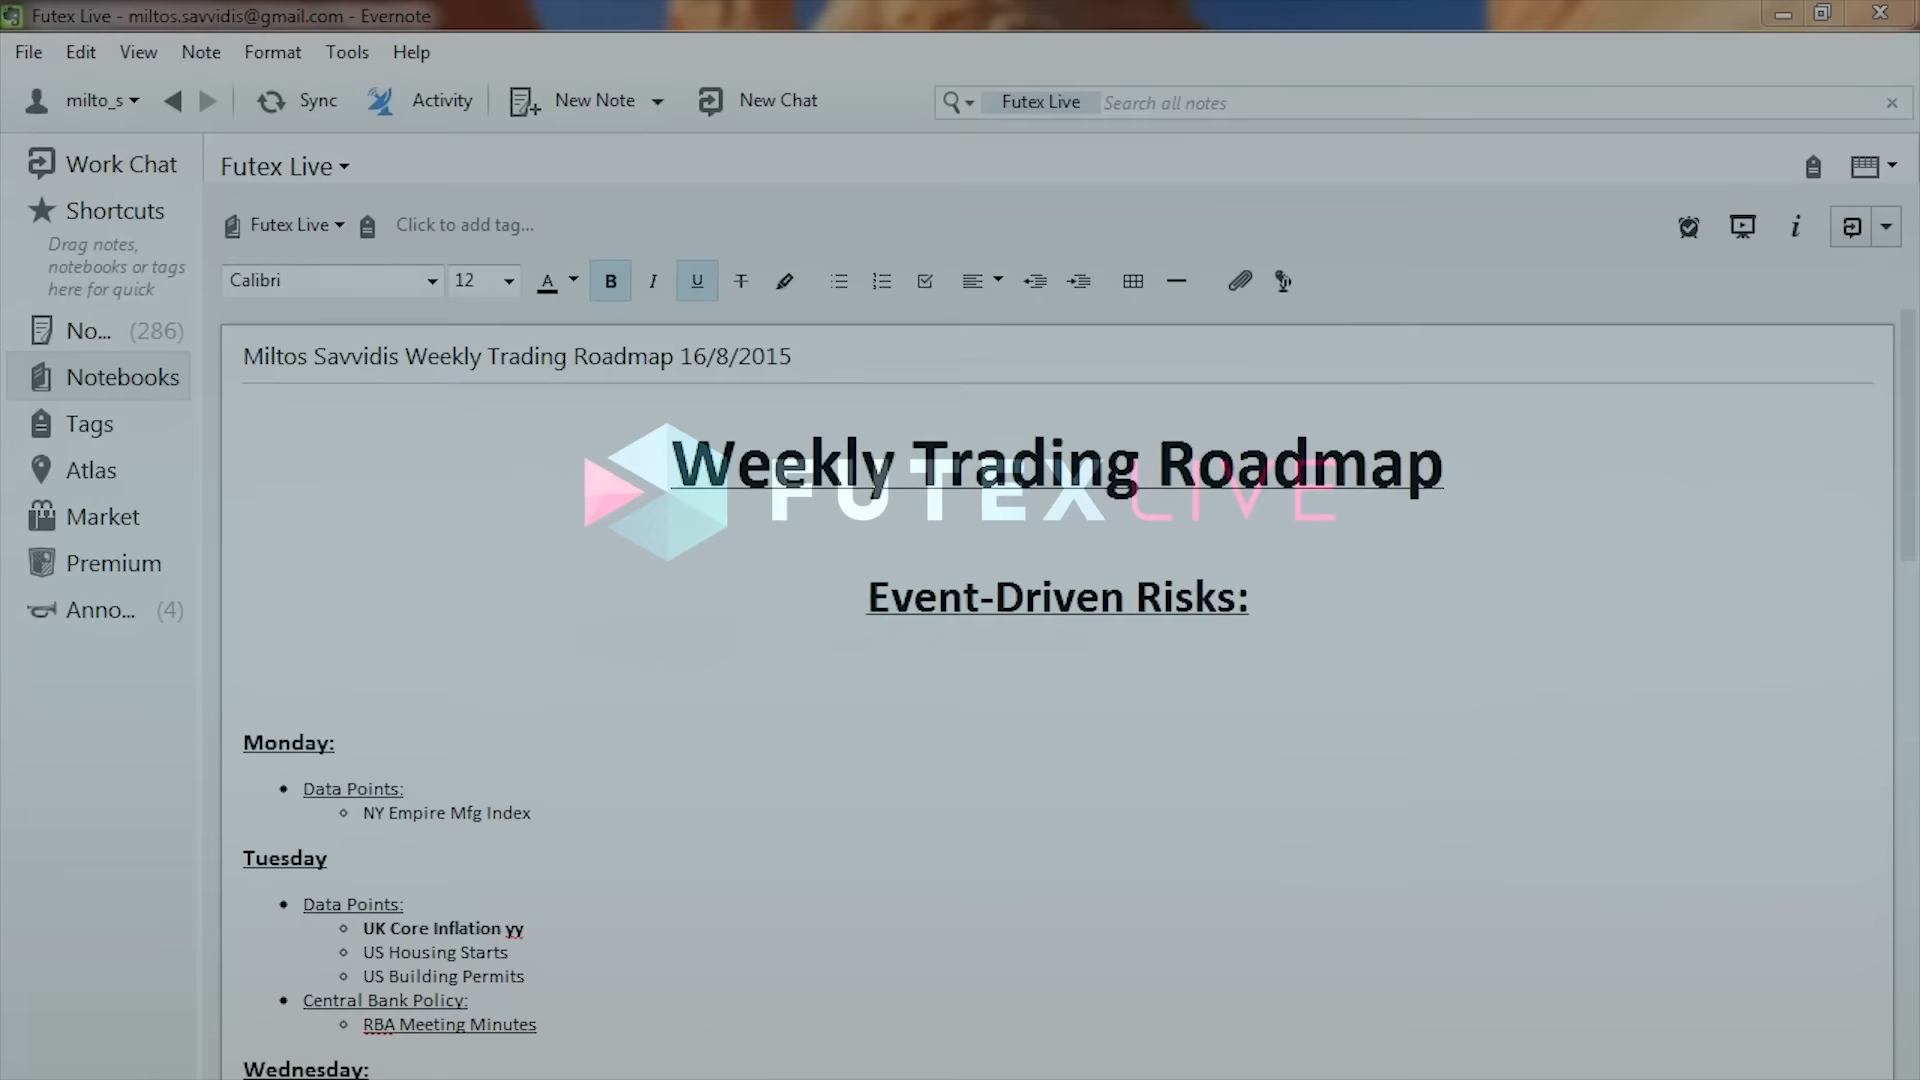 Futex Live - miltos.savvidis@gmail.com - Evernote
File Edit View Note Format Tools Help
milto_s Sync Activity New Note New Chat Futex Live Search all notes
Work Chat
Shortcuts
Drag notes,
notebooks or tags
here for quick
No... (286)
Notebooks
Tags
Atlas
Market
Premium
Anno... (4)
Futex Live
Futex Live Click to add tag...
Calibri 12 A B I U T
Miltos Savvidis Weekly Trading Roadmap 16/8/2015
Weekly Trading Roadmap
FUTEX LIVE
Event-Driven Risks:
Monday:
Data Points:
NY Empire Mfg Index
Tuesday
Data Points:
UK Core Inflation yy
US Housing Starts
US Building Permits
Central Bank Policy:
RBA Meeting Minutes
Wednesday: